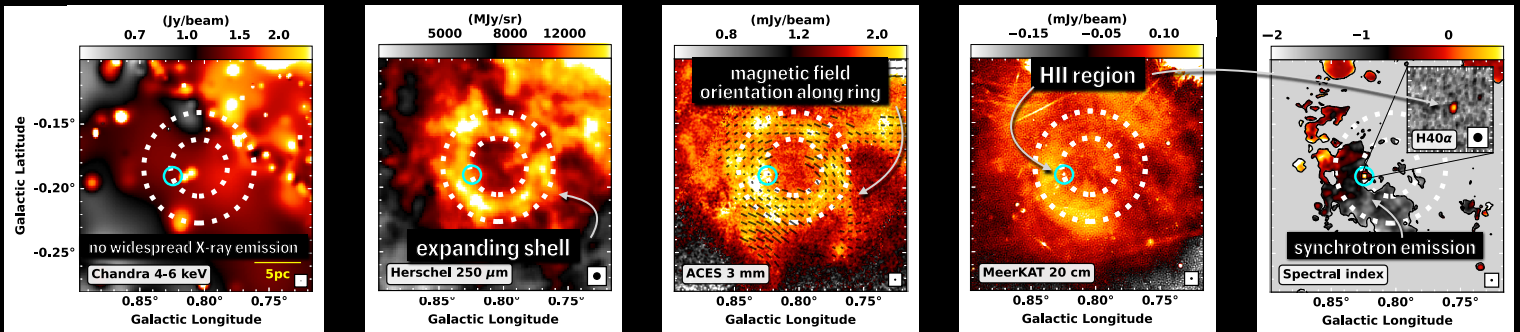 (Jy/beam)
0.7 1.0 1.5 2.0
Galactic Latitude
-0.15°
-0.20°
-0.25°
no widespread X-ray emission
Chandra 4-6 keV
5pc
0.85° 0.80° 0.75°
Galactic Longitude
(MJy/sr)
5000 8000 12000
expanding shell
Herschel 250 μm
0.85° 0.80° 0.75°
Galactic Longitude
(mJy/beam)
0.8 1.2 2.0
magnetic field
orientation along ring
ACES 3 mm
0.85° 0.80° 0.75°
Galactic Longitude
(mJy/beam)
−0.15 −0.05 0.10
HII region
MeerKAT 20 cm
0.85° 0.80° 0.75°
Galactic Longitude
−2 −1 0
H40α
synchrotron emission
Spectral index
0.85° 0.80° 0.75°
Galactic Longitude